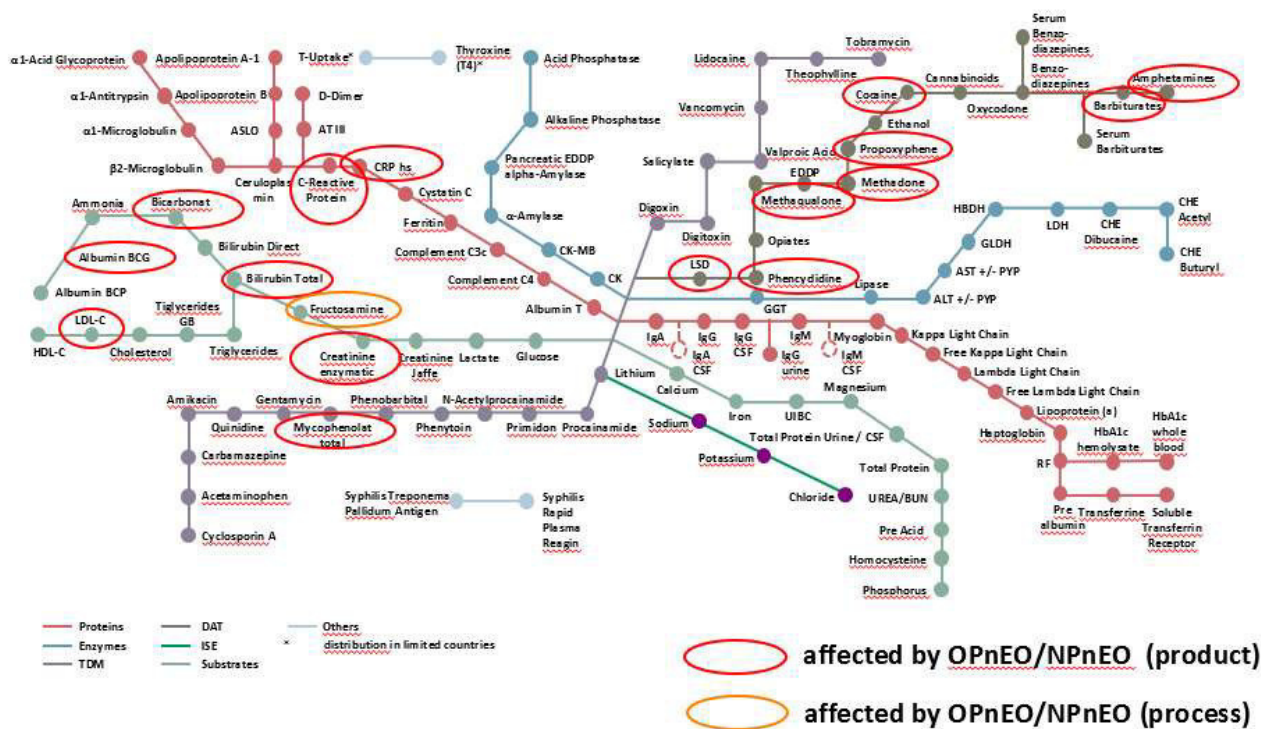 α1-Acid Glycoprotein
Apolipoprotein A-1
T-Uptake*
Thyroxine
(T4)*
Acid Phosphatase
α1-Antitrypsin
Apolipoprotein B
D-Dimer
α1-Microglobulin
ASLO
AT III
Alkaline Phosphatase
β2-Microglobulin
Ceruloplas
min
C-Reactive
Protein
CRP hs
Pancreatic EDDP
alpha-Amylase
Cystatin C
Ferritin
α-Amylase
Complement C3c
CK-MB
Complement C4
CK
Albumin T
Ammonia
Bicarbonat
Albumin BCG
Bilirubin Direct
Bilirubin Total
Albumin BCP
LDL-C
Tiglycerides
GB
Fructosamine
HDL-C
Cholesterol
Triglycerides
Creatinine
enzymatic
Creatinine
Jaffe
Lactate
Glucose
Lidocaine
Tobramycin
Theophylline
Vancomycin
Salicylate
Valproic Acid
Digoxin
Digitoxin
Serum
Benzo-
diazepines
Benzo-
diazepines
Cocaine
Cannabinoids
Oxycodone
Amphetamines
Barbiturates
Serum
Barbiturates
Ethanol
Propoxyphene
EDDP
Methadone
Methaqualone
Opiates
LSD
Phencydidine
HBDH
LDH
CHE
Dibucaine
CHE
Acetyl
CHE
Buturyl
GLDH
AST +/- PYP
ALT +/- PYP
Lipase
GGT
IgA
IgA
CSF
IgG
IgG
CSF
IgG
urine
IgM
IgM
CSF
Myoglobin
Kappa Light Chain
Free Kappa Light Chain
Lambda Light Chain
Free Lambda Light Chain
Lipoprotein (a)
Haptoglobin
HbA1c
hemolysate
HbA1c
whole
blood
RF
Pre
albumin
Transferrine
Soluble
Transferrin
Receptor
Lithium
Calcium
Iron
UIBC
Magnesium
Sodium
Total Protein Urine / CSF
Potassium
Total Protein
Chloride
UREA/BUN
Pre Acid
Homocysteine
Phosphorus
Amikacin
Gentamycin
Phenobarbital
N-Acetylprocainamide
Quinidine
Mycophenolat
total
Phenytoin
Primidon
Procainamide
Carbamazepine
Acetaminophen
Cyclosporin A
Syphilis Treponema
Pallidum Antigen
Syphilis
Rapid
Plasma
Reagin
Proteins
DAT
Others
Enzymes
ISE
* distribution in limited countries
TDM
Substrates
affected by OPnEO/NPnEO (product)
affected by OPnEO/NPnEO (process)